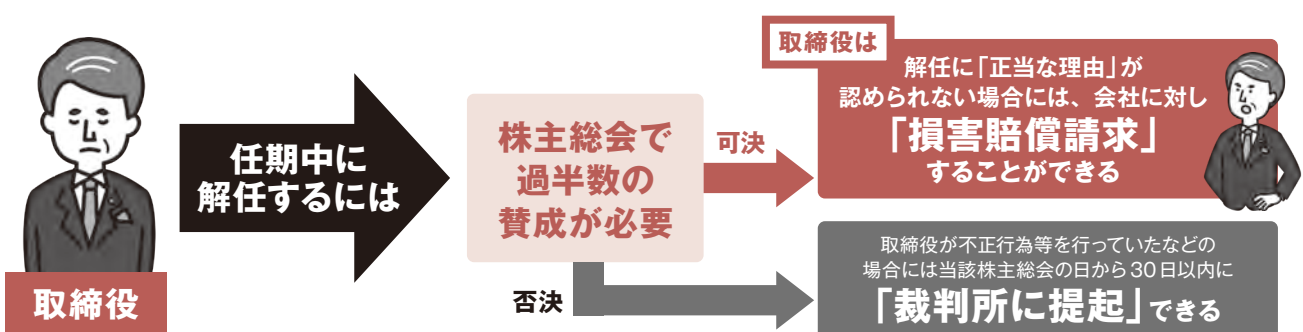 取締役
任期中に
解任するには
株主総会で
過半数の
賛成が必要
可決
取締役は
解任に「正当な理由」が
認められない場合には、会社に対し
「損害賠償請求」
することができる
否決
取締役が不正行為等を行っていたなどの
場合には当該株主総会の日から30日以内に
「裁判所に提起」できる